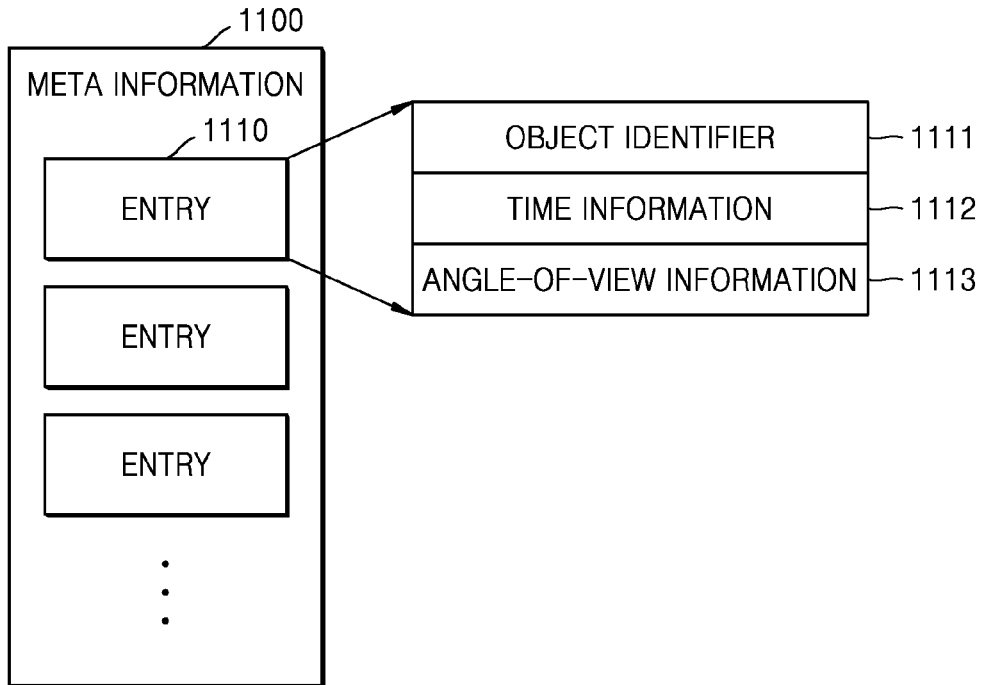 1100
META INFORMATION
1110
ENTRY
ENTRY
ENTRY
OBJECT IDENTIFIER
1111
TIME INFORMATION
1112
ANGLE-OF-VIEW INFORMATION
1113